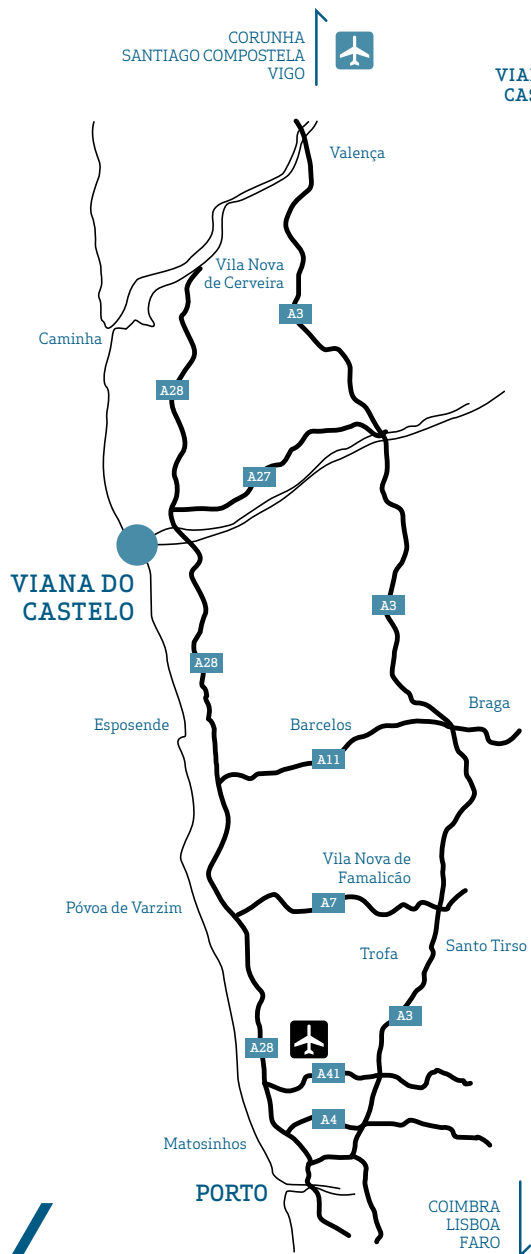 CORUNHA
SANTIAGO COMPOSTELA
VIGO
Valença
Vila Nova
de Cerveira
A3
Caminha
A28
A27
VIANA DO
CASTELO
A3
A28
Braga
Esposende
Barcelos
A11
Vila Nova de
Famalicão
A7
Póvoa de Varzim
Trofa
Santo Tirso
A3
A28
A41
A4
Matosinhos
PORTO
COIMBRA
LISBOA
FARO